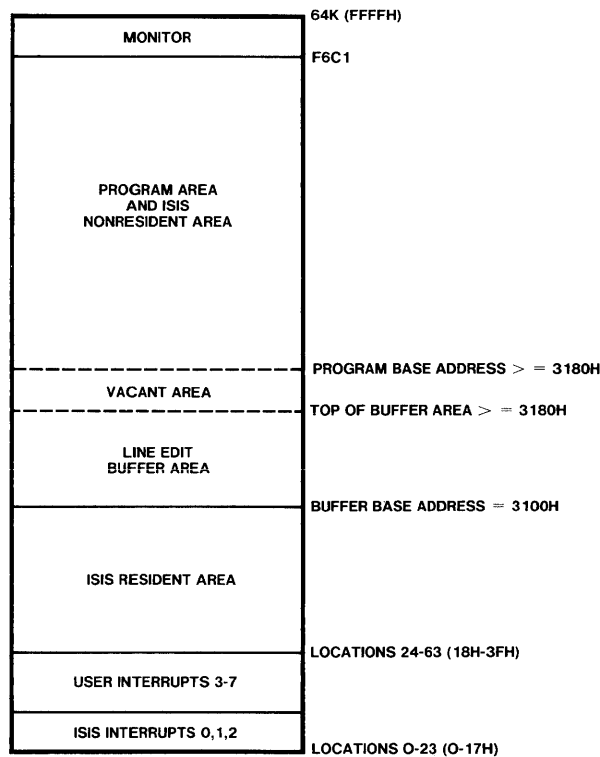 64K (FFFFH)
MONITOR
F6C1
PROGRAM AREA
AND ISIS
NONRESIDENT AREA
PROGRAM BASE ADDRESS > = 3180H
VACANT AREA
TOP OF BUFFER AREA > = 3180H
LINE EDIT
BUFFER AREA
BUFFER BASE ADDRESS = 3100H
ISIS RESIDENT AREA
LOCATIONS 24-63 (18H-3FH)
USER INTERRUPTS 3-7
ISIS INTERRUPTS 0,1,2
LOCATIONS O-23 (O-17H)